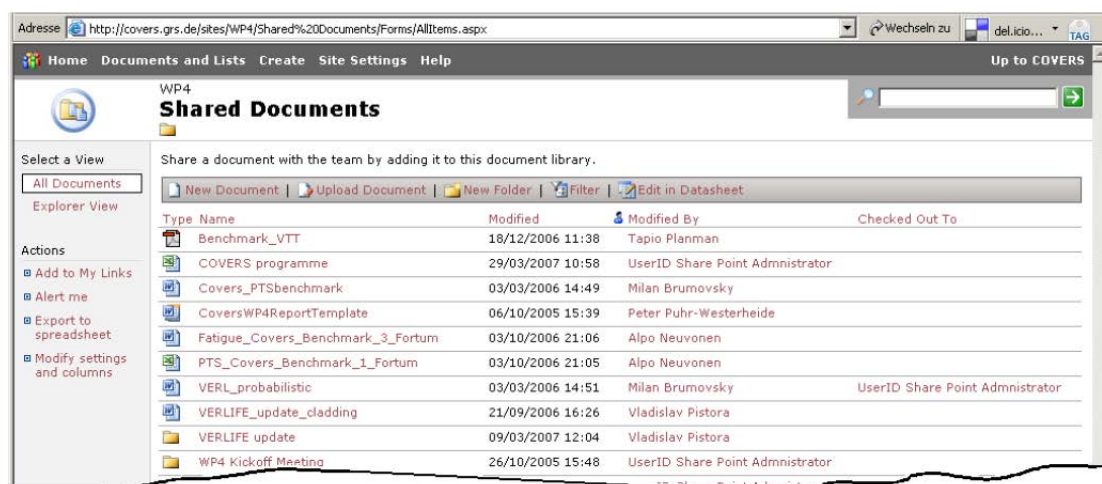 Adresse http://covers.grs.de/sites/WP4/Shared%20Documents/Forms/AllItems.aspx Wechseln zu del.icio... TAG
Home Documents and Lists Create Site Settings Help Up to COVERS
WP4
Shared Documents
Select a View
All Documents
Explorer View
Actions
Add to My Links
Alert me
Export to
spreadsheet
Modify settings
and columns
Share a document with the team by adding it to this document library.
New Document | Upload Document | New Folder | Filter | Edit in Datasheet
Type Name Modified Modified By Checked Out To
Benchmark_VTT 18/12/2006 11:38 Tapio Planman
COVERS programme 29/03/2007 10:58 UserID Share Point Admnistrator
Covers_PTSbenchmark 03/03/2006 14:49 Milan Brumovsky
CoversWP4ReportTemplate 06/10/2005 15:39 Peter Puhr-Westerheide
Fatigue_Covers_Benchmark_3_Fortum 03/10/2006 21:06 Alpo Neuvonen
PTS_Covers_Benchmark_1_Fortum 03/10/2006 21:05 Alpo Neuvonen
VERL_probabilistic 03/03/2006 14:51 Milan Brumovsky UserID Share Point Admnistrator
VERLIFE_update_cladding 21/09/2006 16:26 Vladislav Pistora
VERLIFE update 09/03/2007 12:04 Vladislav Pistora
WP4 Kickoff Meeting 26/10/2005 15:48 UserID Share Point Admnistrator